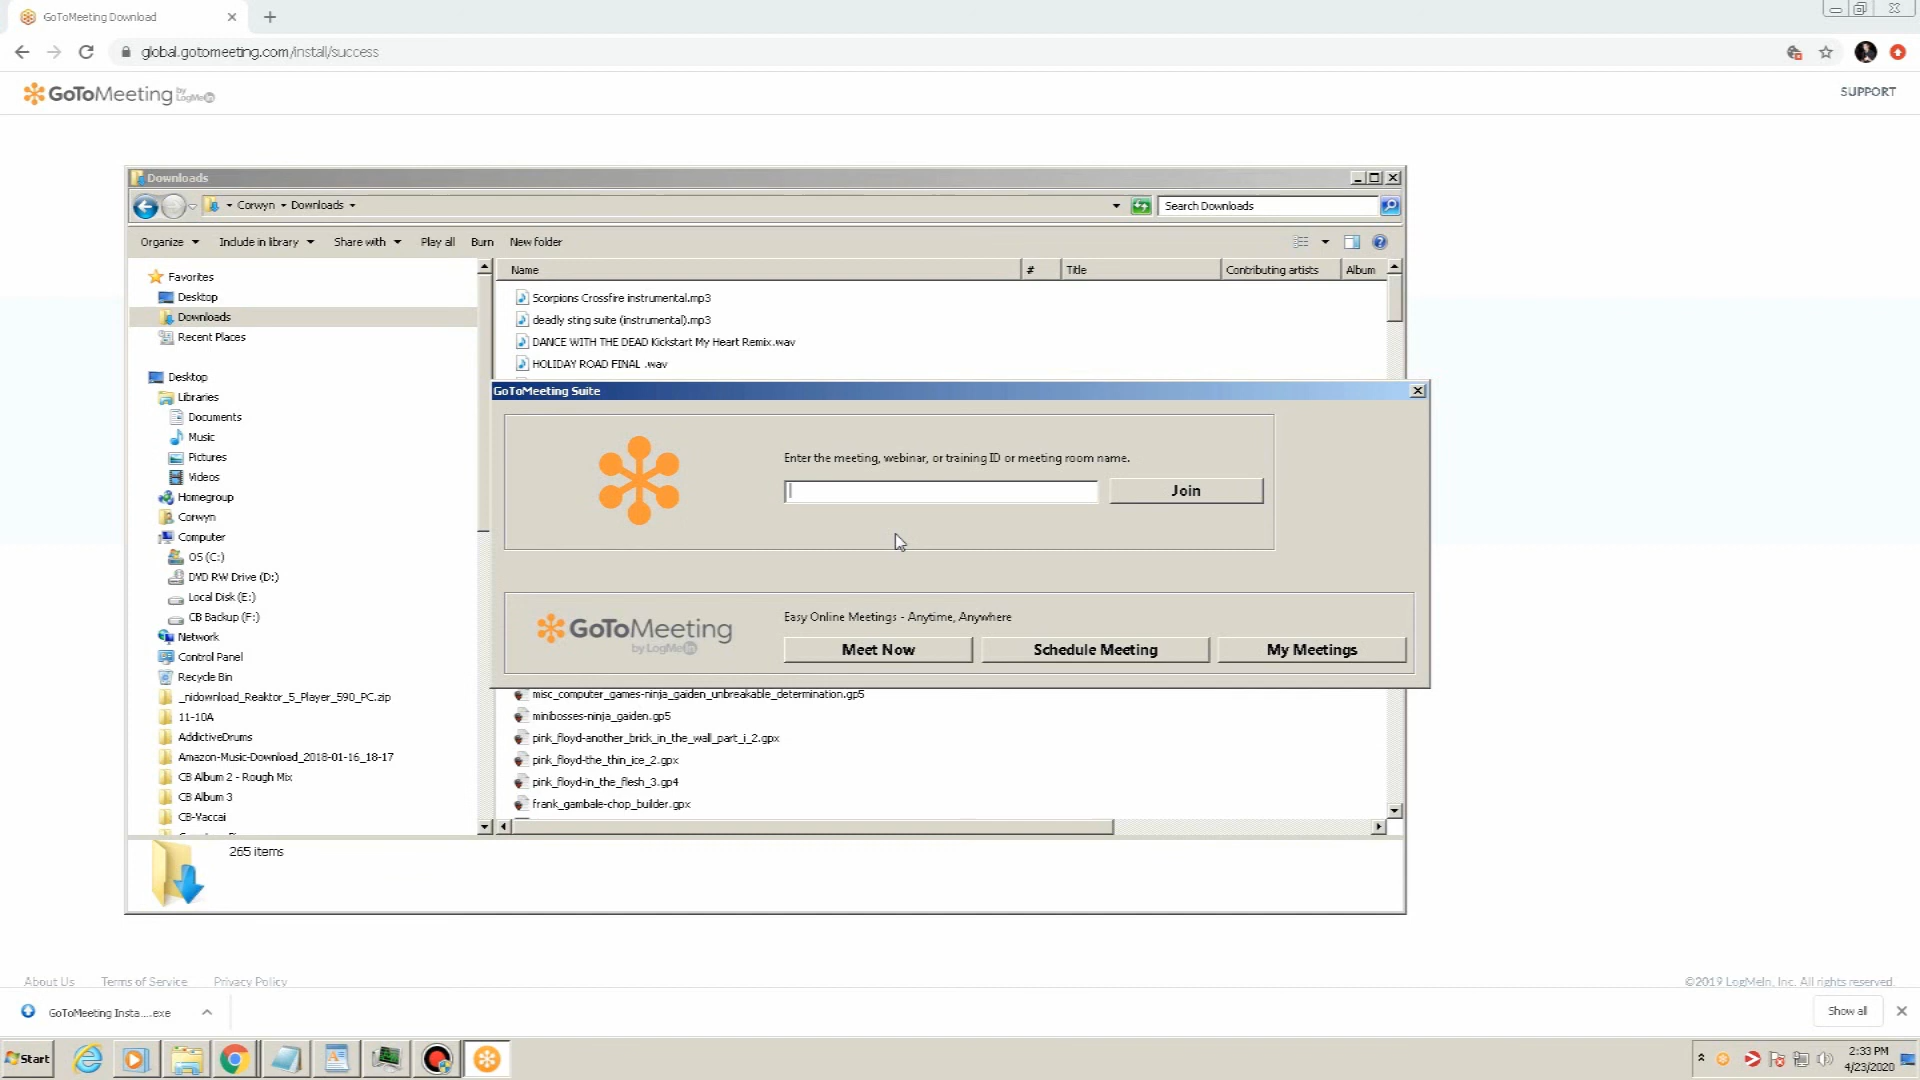 GoToMeeting Download
global.gotomeeting.com/install/success
GoToMeeting by LogMeIn
SUPPORT
Downloads
Corwyn Downloads
Search Downloads
Organize Include in library Share with Play all Burn New folder
Favorites
Desktop
Downloads
Recent Places
Desktop
Libraries
Documents
Music
Pictures
Videos
Homegroup
Corwyn
Computer
OS (C:)
DVD RW Drive (D:)
Local Disk (E:)
CB Backup (F:)
Network
Control Panel
Recycle Bin
_nidownload_Reaktor_5_Player_590_PC.zip
11-10A
AddictiveDrums
Amazon-Music-Download_2018-01-16_18-17
CB Album 2 - Rough Mix
CB Album 3
CB-Vaccai
Name # Title Contributing artists Album
Scorpions Crossfire instrumental.mp3
deadly sting suite (instrumental).mp3
DANCE WITH THE DEAD Kickstart My Heart Remix.wav
HOLIDAY ROAD FINAL .wav
GoToMeeting Suite
Enter the meeting, webinar, or training ID or meeting room name.
Join
GoToMeeting
by LogMeIn
Easy Online Meetings - Anytime, Anywhere
Meet Now Schedule Meeting My Meetings
misc_computer_games-ninja_gaiden_unbreakable_determination.gp5
minibosses-ninja_gaiden.gp5
pink_floyd-another_brick_in_the_wall_part_i_2.gpx
pink_floyd-the_thin_ice_2.gpx
pink_floyd-in_the_flesh_3.gp4
frank_gambale-chop_builder.gpx
265 items
About Us Terms of Service Privacy Policy
©2019 LogMeIn, Inc. All rights reserved.
GoToMeeting Insta....exe
Show all
Start
2:33 PM
4/23/2020